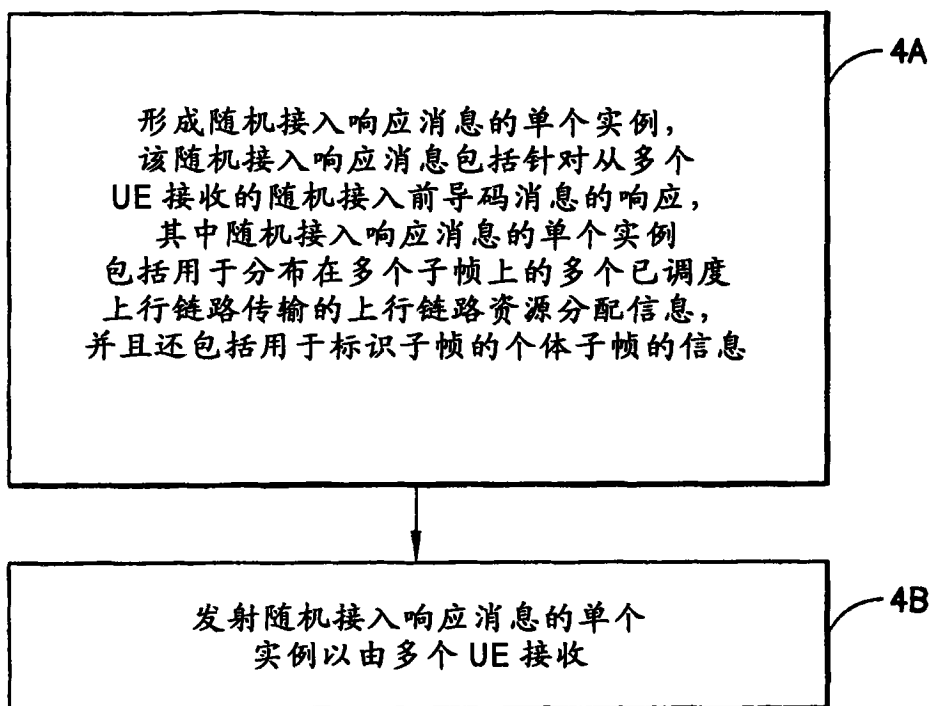 4A
形成随机接入响应消息的单个实例，
该随机接入响应消息包括针对从多个
UE 接收的随机接入前导码消息的响应，
其中随机接入响应消息的单个实例
包括用于分布在多个子帧上的多个已调度
上行链路传输的上行链路资源分配信息，
并且还包括用于标识子帧的个体子帧的信息
4B
发射随机接入响应消息的单个
实例以由多个 UE 接收